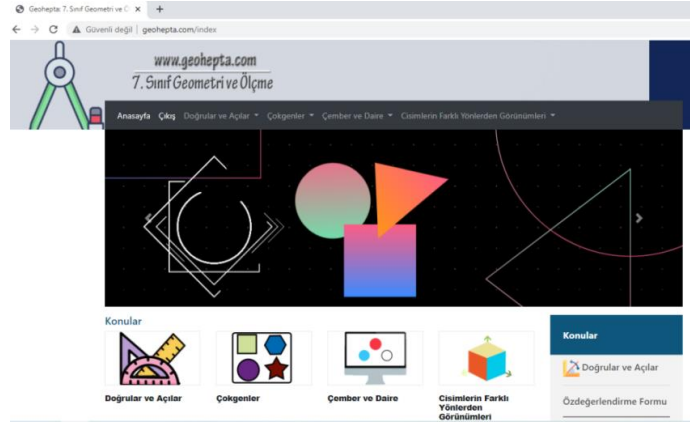 Geohepta: 7. Sınıf Geometri ve Ö
Güvenli değil | geohepta.com/index
www.geohepta.com
7. Sınıf Geometri ve Ölçme
Anasayfa Çıkış Doğrular ve Açılar Çokgenler Çember ve Daire Cisimlerin Farklı Yönlerden Görünümleri
Konular
Doğrular ve Açılar
Çokgenler
Çember ve Daire
Cisimlerin Farklı
Yönlerden
Görünümleri
Konular
Doğrular ve Açılar
Özdeğerlendirme Formu